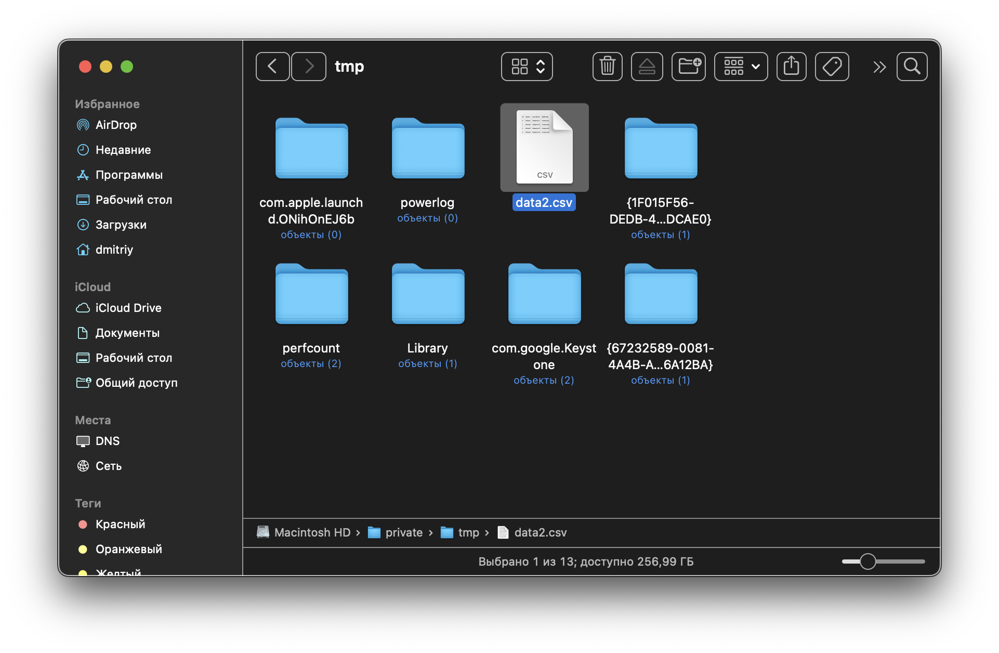 tmp
Избранное
AirDrop
Недавние
Программы
Рабочий стол
Загрузки
dmitriy
iCloud
iCloud Drive
Документы
Рабочий стол
Общий доступ
Места
DNS
Сеть
Теги
Красный
Оранжевый
Желтый
com.apple.launch
d.ONihOnEJ6b
объекты (0)
powerlog
объекты (0)
CSV
data2.csv
{1F015F56-
DEDB-4...DCAE0}
объекты (1)
perfcount
объекты (2)
Library
объекты (1)
com.google.Keyst
one
объекты (2)
{67232589-0081-
4A4B-A...6A12BA}
объекты (1)
Macintosh HD › private › tmp › data2.csv
Выбрано 1 из 13; доступно 256,99 ГБ